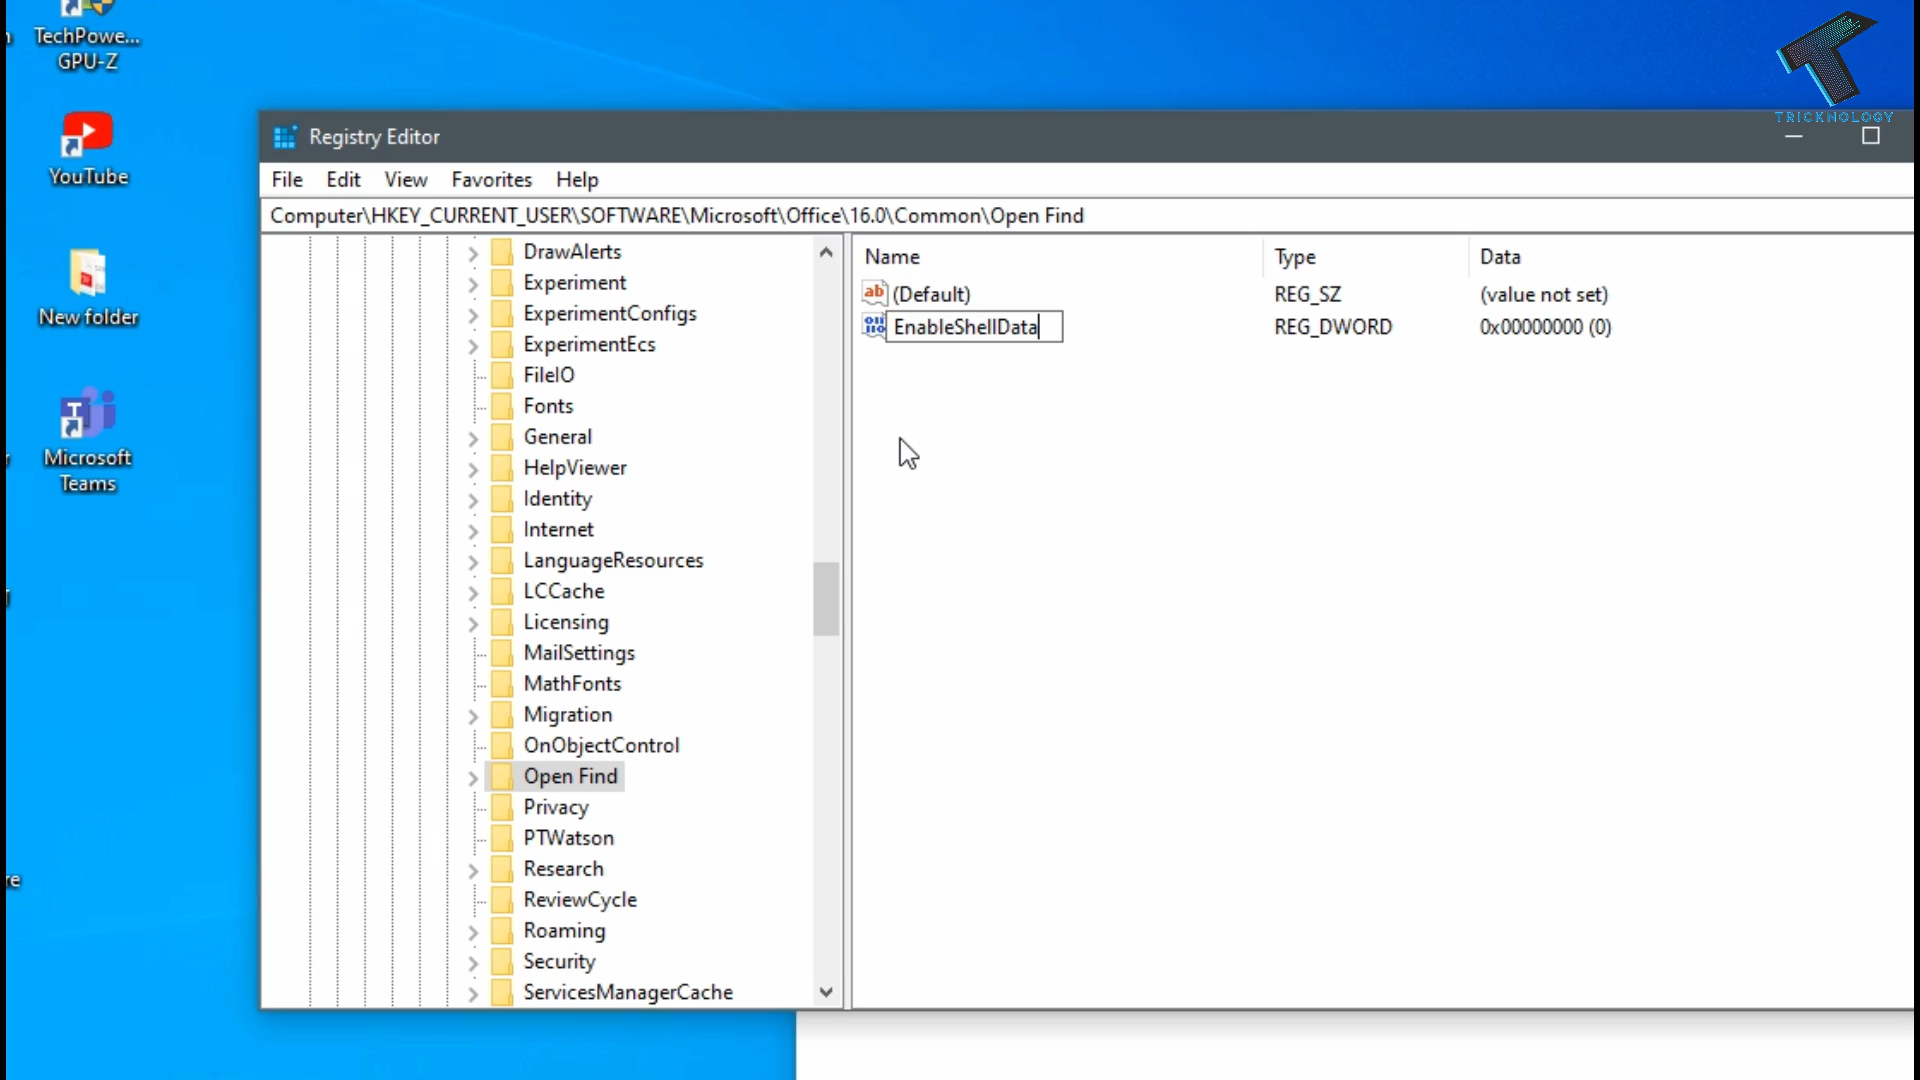 TechPowe...
GPU-Z
YouTube
New folder
Microsoft
Teams
re
TRICKNOLOGY
Registry Editor
File Edit View Favorites Help
Computer\HKEY_CURRENT_USER\SOFTWARE\Microsoft\Office\16.0\Common\Open Find
DrawAlerts
Experiment
ExperimentConfigs
ExperimentEcs
FileIO
Fonts
General
HelpViewer
Identity
Internet
LanguageResources
LCCache
Licensing
MailSettings
MathFonts
Migration
OnObjectControl
Open Find
Privacy
PTWatson
Research
ReviewCycle
Roaming
Security
ServicesManagerCache
Name Type Data
(Default) REG_SZ (value not set)
EnableShellData REG_DWORD 0x00000000 (0)